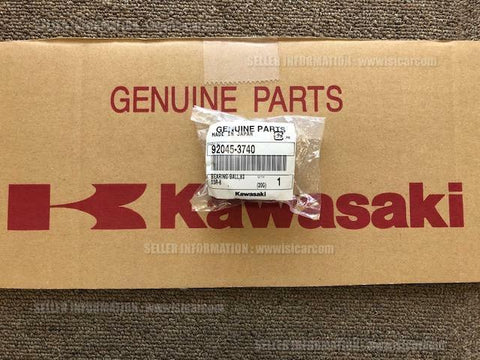 SELLER INFORMATION : www.isicar.com
GENUINE PARTS
GENUINE PARTS
MADE IN JAPAN
92045-3740
BEARING-BALL,#3
1
Kawasaki
Kawasaki
SELLER INFORMATION : www.isicar.com
SELLER INFORMATION : www.isicar.com